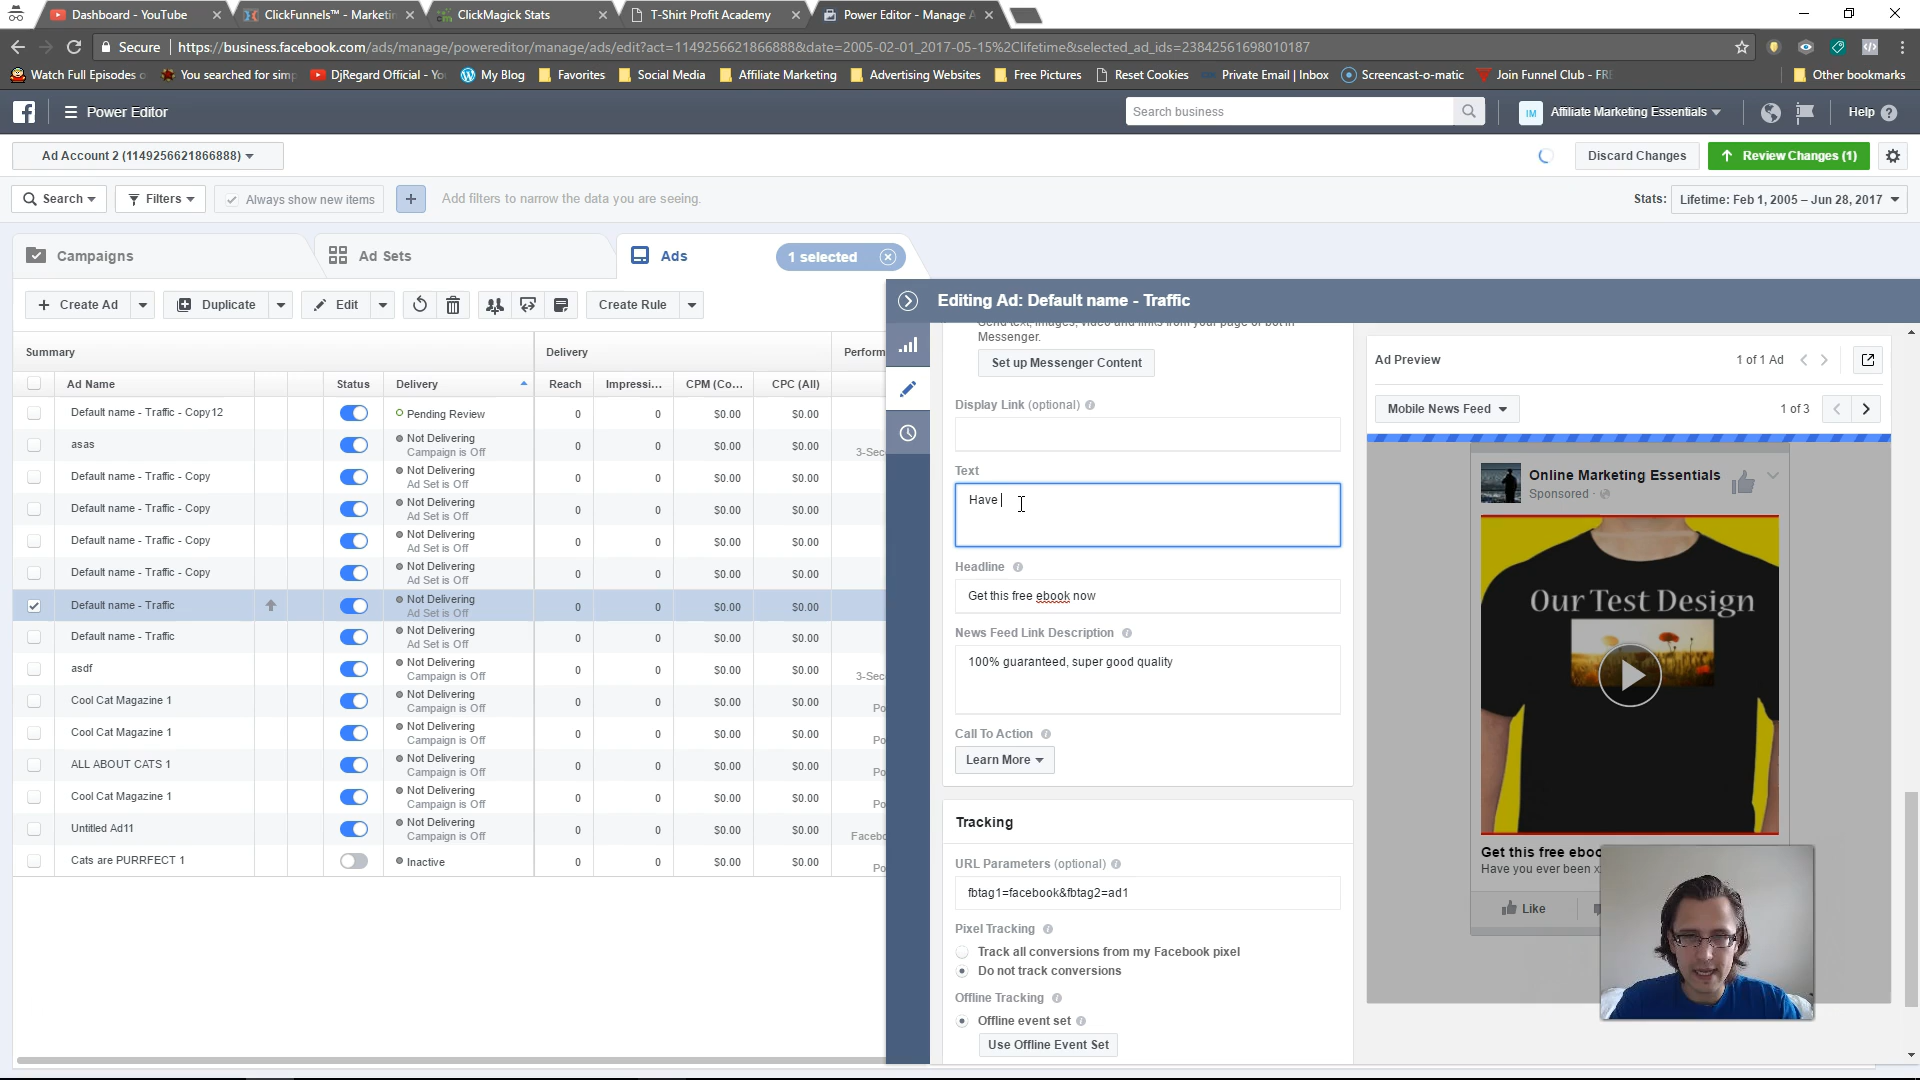 Dashboard - YouTube
ClickFunnels™ - Marketin
ClickMagick Stats
T-Shirt Profit Academy
Power Editor - Manage A
Secure
https://business.facebook.com/ads/manage/powereditor/manage/ads/edit?act=1149256621866888&date=2005-02-01_2017-05-15%2Clifetime&selected_ad_ids=23842561698010187
Watch Full Episodes o
You searched for simp
DjRegard Official - Yo
My Blog
Favorites
Social Media
Affiliate Marketing
Advertising Websites
Free Pictures
Reset Cookies
Private Email | Inbox
Screencast-o-matic
Join Funnel Club - FRE
Other bookmarks
Power Editor
Search business
IM
Affiliate Marketing Essentials
Help
Ad Account 2 (1149256621866888)
Discard Changes
Review Changes (1)
Search
Filters
Always show new items
Add filters to narrow the data you are seeing.
Stats:
Lifetime: Feb 1, 2005 – Jun 28, 2017
Campaigns
Ad Sets
Ads
1 selected
Create Ad
Duplicate
Edit
Create Rule
Summary
Delivery
Perform
Ad Name
Status
Delivery
Reach
Impressi...
CPM (Co...
CPC (All)
Default name - Traffic - Copy12
Pending Review
0
0
$0.00
$0.00
asas
Not Delivering
Campaign is Off
0
0
$0.00
$0.00
3-Sec
Default name - Traffic - Copy
Not Delivering
Ad Set is Off
0
0
$0.00
$0.00
Default name - Traffic - Copy
Not Delivering
Ad Set is Off
0
0
$0.00
$0.00
Default name - Traffic - Copy
Not Delivering
Ad Set is Off
0
0
$0.00
$0.00
Default name - Traffic - Copy
Not Delivering
Ad Set is Off
0
0
$0.00
$0.00
Default name - Traffic
Not Delivering
Ad Set is Off
0
0
$0.00
$0.00
Default name - Traffic
Not Delivering
Ad Set is Off
0
0
$0.00
$0.00
asdf
Not Delivering
Campaign is Off
0
0
$0.00
$0.00
3-Sec
Cool Cat Magazine 1
Not Delivering
Campaign is Off
0
0
$0.00
$0.00
Po
Cool Cat Magazine 1
Not Delivering
Campaign is Off
0
0
$0.00
$0.00
Po
ALL ABOUT CATS 1
Not Delivering
Campaign is Off
0
0
$0.00
$0.00
Po
Cool Cat Magazine 1
Not Delivering
Campaign is Off
0
0
$0.00
$0.00
Po
Untitled Ad11
Not Delivering
Campaign is Off
0
0
$0.00
$0.00
Facebo
Cats are PURRFECT 1
Inactive
0
0
$0.00
$0.00
Po
Editing Ad: Default name - Traffic
Send text, images, video and links from your page or bot in
Messenger.
Set up Messenger Content
Display Link (optional)
Text
Have
Headline
Get this free ebook now
News Feed Link Description
100% guaranteed, super good quality
Call To Action
Learn More
Tracking
URL Parameters (optional)
fbtag1=facebook&fbtag2=ad1
Pixel Tracking
Track all conversions from my Facebook pixel
Do not track conversions
Offline Tracking
Offline event set
Use Offline Event Set
Ad Preview
1 of 1 Ad
Mobile News Feed
1 of 3
Online Marketing Essentials
Sponsored ·
Our Test Design
Get this free eboo
Have you ever been x
Like